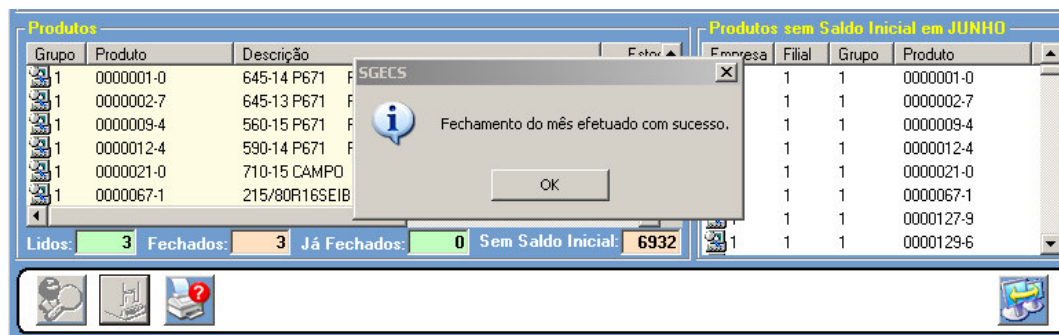 Produtos
Grupo Produto Descrição
1 0000001-0 645-14 P671
1 0000002-7 645-13 P671
1 0000009-4 560-15 P671
1 0000012-4 590-14 P671
1 0000021-0 710-15 CAMPO
1 0000067-1 215/80R16SEIB
Lidos: 3 Fechados: 3 Já Fechados: 0 Sem Saldo Inicial: 6932
SGECS
Fechamento do mês efetuado com sucesso.
OK
Produtos sem Saldo Inicial em JUNHO
Empresa Filial Grupo Produto
1 1 0000001-0
1 1 0000002-7
1 1 0000009-4
1 1 0000012-4
1 1 0000021-0
1 1 0000067-1
1 1 1 0000127-9
1 1 1 0000129-6